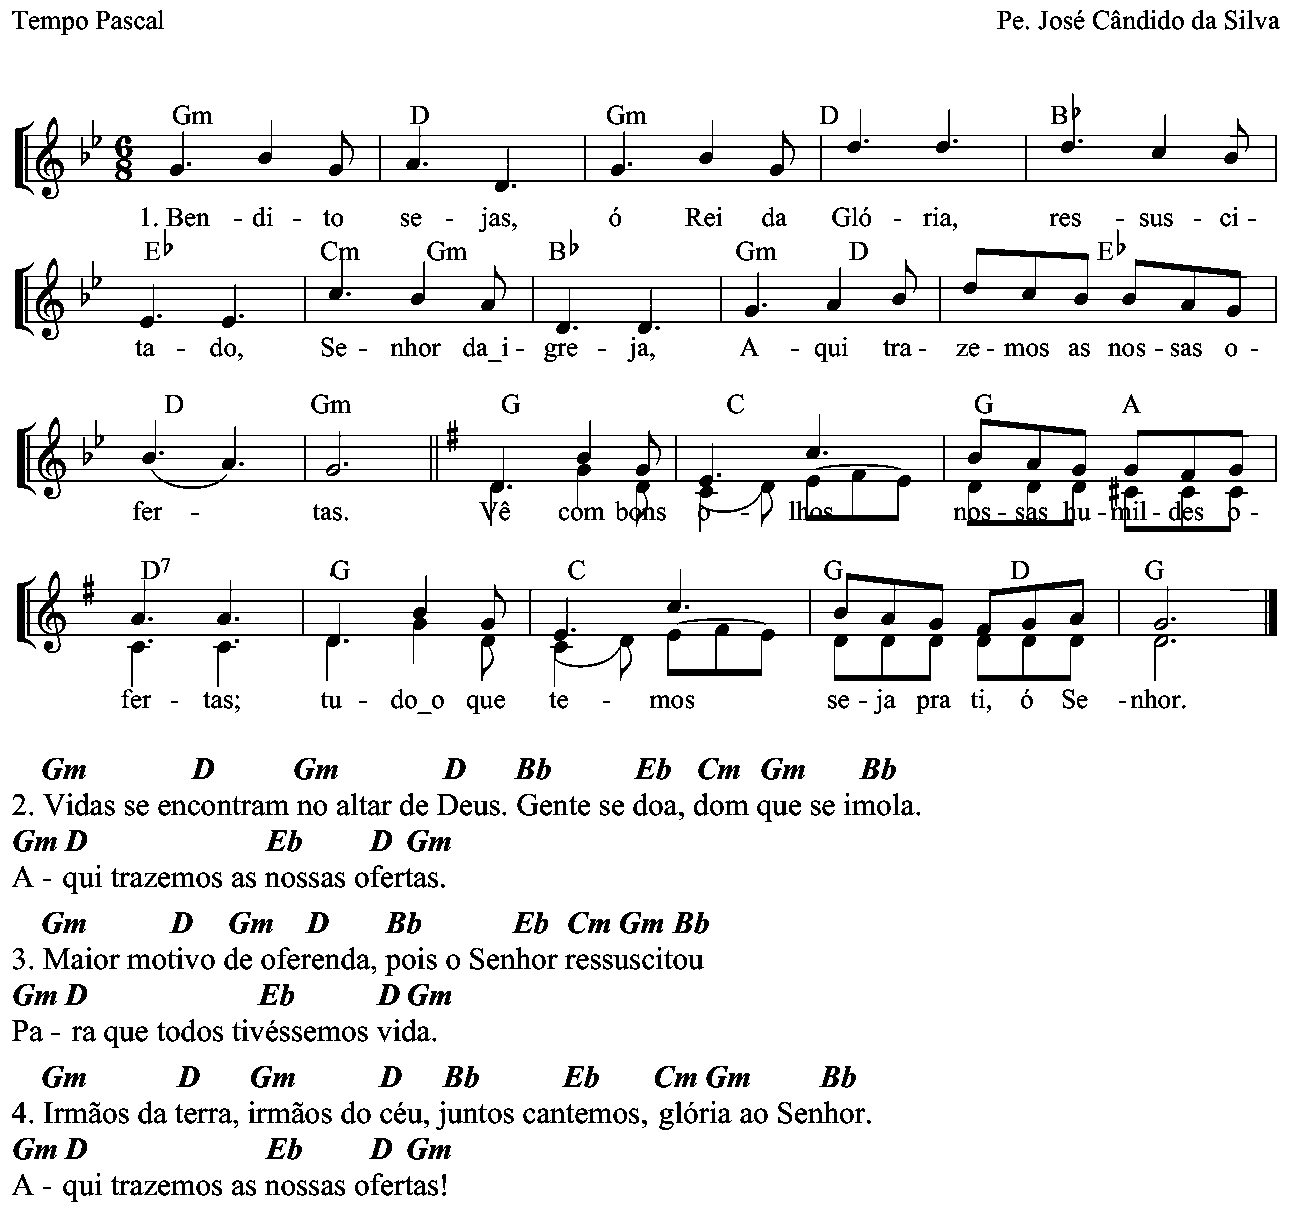 Tempo Pascal Pe. José Cândido da Silva
Gm D Gm D B♭
6
8
1. Ben - di - to se - jas, ó Rei da Gló - ria, res - sus - ci -
E♭ Cm Gm B♭ Gm D E♭
ta - do, Se - nhor da_i - gre - ja, A - qui tra - ze - mos as nos - sas o -
D Gm G C G A
fer - tas. Vê com bons o - lhos nos - sas hu - mil - des o -
D7 G C G D G
fer - tas; tu - do_o que te - mos se - ja pra ti, ó Se - nhor.
Gm D Gm D Bb Eb Cm Gm Bb
2. Vidas se encontram no altar de Deus. Gente se doa, dom que se imola.
Gm D Eb D Gm
A - qui trazemos as nossas ofertas.
Gm D Gm D Bb Eb Cm Gm Bb
3. Maior motivo de oferenda, pois o Senhor ressuscitou
Gm D Eb D Gm
Pa - ra que todos tivéssemos vida.
Gm D Gm D Bb Eb Cm Gm Bb
4. Irmãos da terra, irmãos do céu, juntos cantemos, glória ao Senhor.
Gm D Eb D Gm
A - qui trazemos as nossas ofertas!